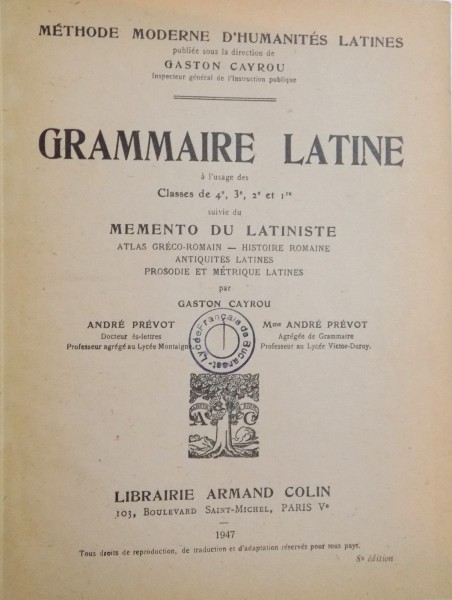 MÉTHODE MODERNE D'HUMANITÉS LATINES
publiée sous la direction de
GASTON CAYROU
Inspecteur général de l'Instruction publique
GRAMMAIRE LATINE
à l'usage des
Classes de 4e, 3e, 2e et 1re
suivie du
MEMENTO DU LATINISTE
ATLAS GRÉCO-ROMAIN — HISTOIRE ROMAINE
ANTIQUITÉS LATINES
PROSODIE ET MÉTRIQUE LATINES
par
GASTON CAYROU
ANDRÉ PRÉVOT
Docteur ès-lettres
Professeur agrégé au Lycée Montaigne.
Mme ANDRÉ PRÉVOT
Agrégée de Grammaire
Professeur au Lycée Victor-Duruy.
Lycée Français de Bucarest
A C
LIBRAIRIE ARMAND COLIN
103, BOULEVARD SAINT-MICHEL, PARIS Ve
1947
Tous droits de reproduction, de traduction et d'adaptation réservés pour tous pays.
8e édition